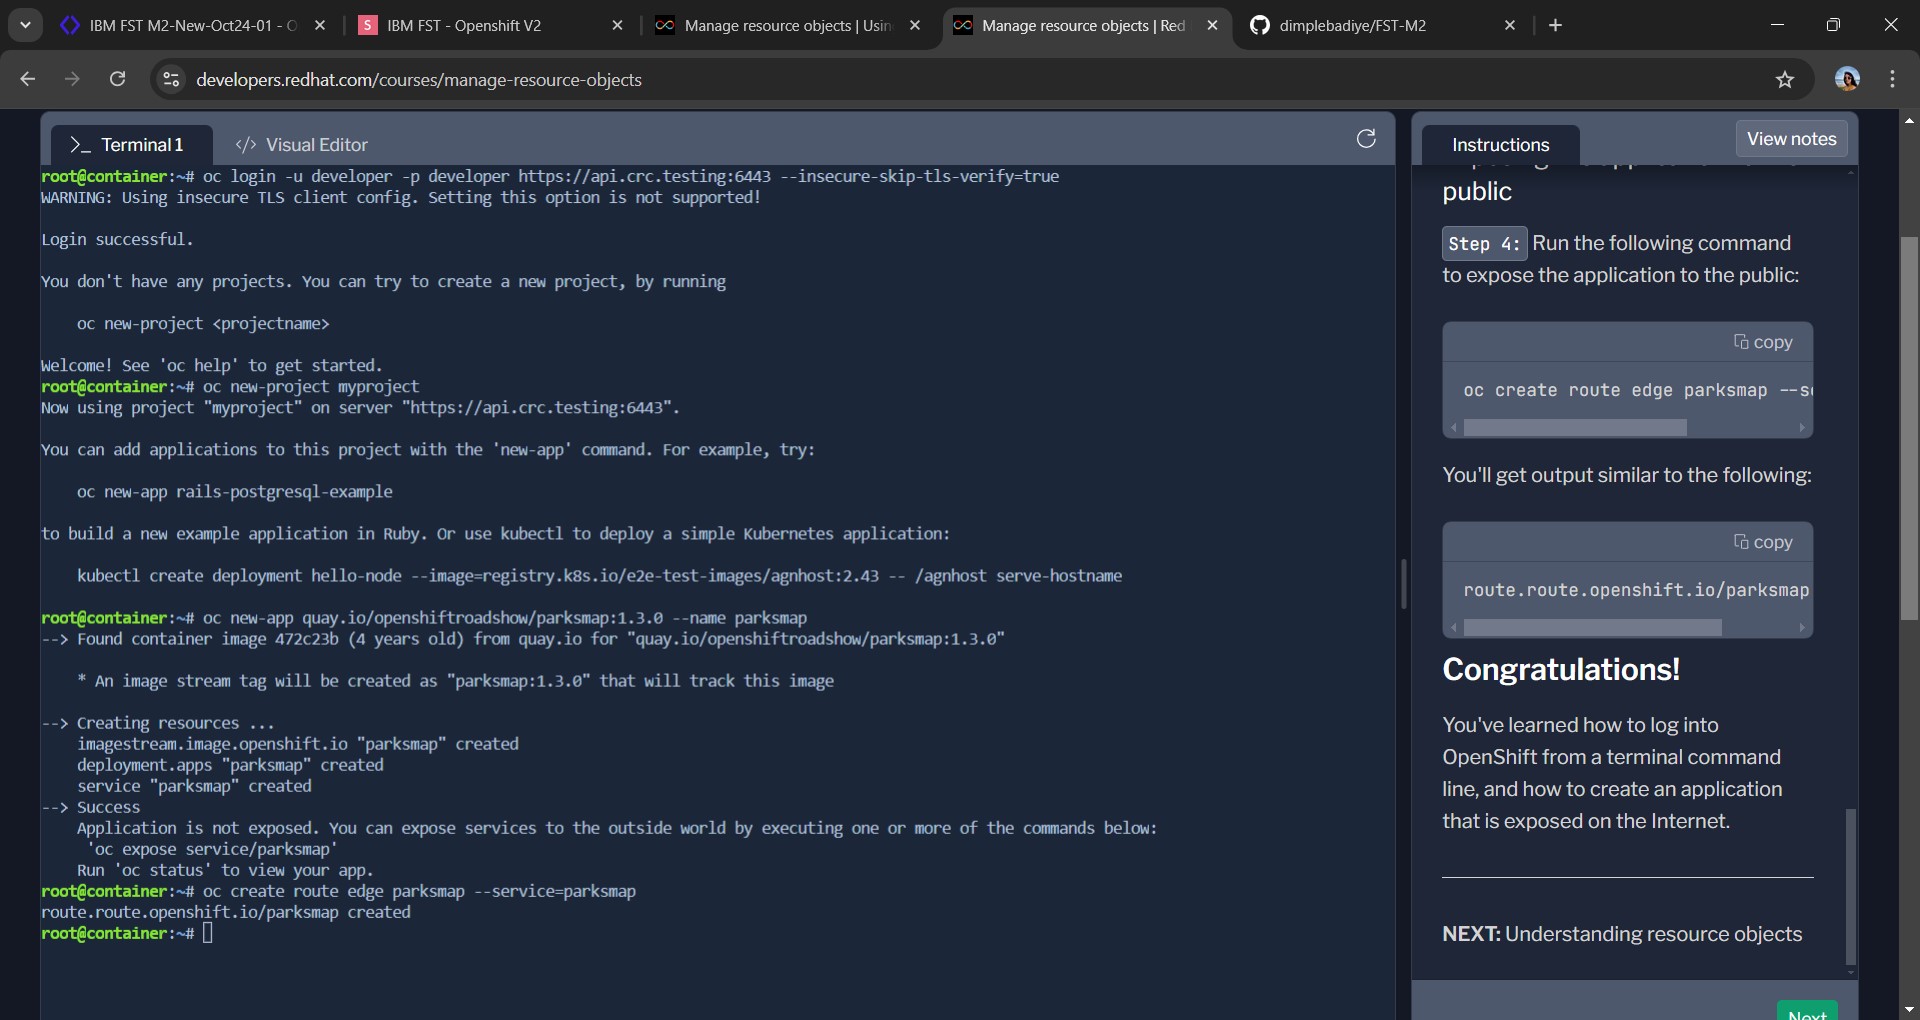 IBM FST M2-New-Oct24-01 - O
IBM FST - Openshift V2
Manage resource objects | Usin
Manage resource objects | Red
dimplebadiye/FST-M2
developers.redhat.com/courses/manage-resource-objects
>_ Terminal 1
</> Visual Editor
root@container:~# oc login -u developer -p developer https://api.crc.testing:6443 --insecure-skip-tls-verify=true
WARNING: Using insecure TLS client config. Setting this option is not supported!
Login successful.
You don't have any projects. You can try to create a new project, by running
oc new-project <projectname>
Welcome! See 'oc help' to get started.
root@container:~# oc new-project myproject
Now using project "myproject" on server "https://api.crc.testing:6443".
You can add applications to this project with the 'new-app' command. For example, try:
oc new-app rails-postgresql-example
to build a new example application in Ruby. Or use kubectl to deploy a simple Kubernetes application:
kubectl create deployment hello-node --image=registry.k8s.io/e2e-test-images/agnhost:2.43 -- /agnhost serve-hostname
root@container:~# oc new-app quay.io/openshiftroadshow/parksmap:1.3.0 --name parksmap
--> Found container image 472c23b (4 years old) from quay.io for "quay.io/openshiftroadshow/parksmap:1.3.0"
* An image stream tag will be created as "parksmap:1.3.0" that will track this image
--> Creating resources ...
imagestream.image.openshift.io "parksmap" created
deployment.apps "parksmap" created
service "parksmap" created
--> Success
Application is not exposed. You can expose services to the outside world by executing one or more of the commands below:
'oc expose service/parksmap'
Run 'oc status' to view your app.
root@container:~# oc create route edge parksmap --service=parksmap
route.route.openshift.io/parksmap created
root@container:~#
Instructions
View notes
public
Step 4: Run the following command
to expose the application to the public:
copy
oc create route edge parksmap --se
You'll get output similar to the following:
copy
route.route.openshift.io/parksmap
Congratulations!
You've learned how to log into
OpenShift from a terminal command
line, and how to create an application
that is exposed on the Internet.
NEXT: Understanding resource objects
Next